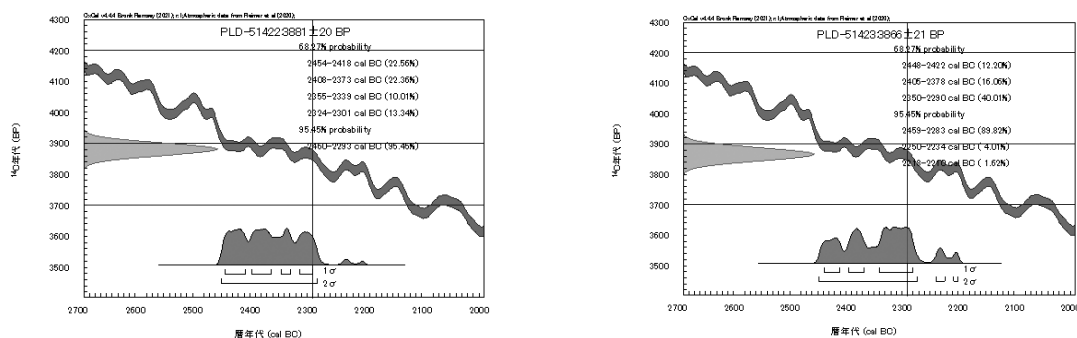 OxCal v4.4.4 Bronk Ramsey (2021); r:1; Atmospheric data from Reimer et al (2020);
PLD-51422:3881±20 BP
68.27% probability
2454-2418 cal BC (22.56%)
2408-2373 cal BC (22.36%)
2355-2339 cal BC (10.01%)
2324-2301 cal BC (13.34%)
95.45% probability
2460-2293 cal BC (95.45%)
¹⁴C年代 (BP)
4300
4200
4100
4000
3900
3800
3700
3600
3500
1σ
2σ
2700
2600
2500
2400
2300
2200
2100
2000
暦年代 (cal BC)
OxCal v4.4.4 Bronk Ramsey (2021); r:1; Atmospheric data from Reimer et al (2020);
PLD-51423:3866±21 BP
68.27% probability
2448-2422 cal BC (12.20%)
2405-2378 cal BC (16.06%)
2350-2290 cal BC (40.01%)
95.45% probability
2459-2283 cal BC (89.82%)
2250-2234 cal BC ( 4.01%)
cal BC ( 1.62%)
¹⁴C年代 (BP)
4300
4200
4100
4000
3900
3800
3700
3600
3500
1σ
2σ
2700
2600
2500
2400
2300
2200
2100
2000
暦年代 (cal BC)